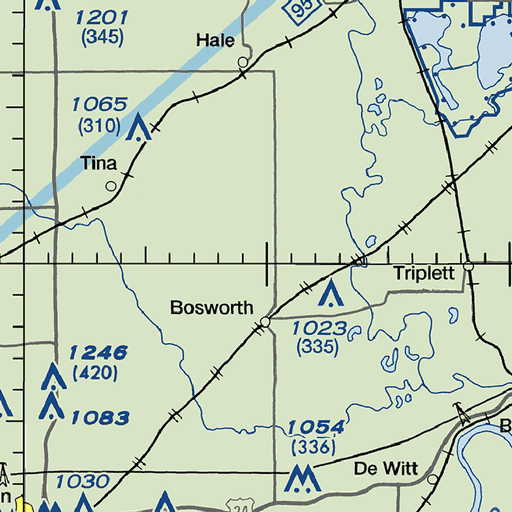 1201
(345)
95
Hale
1065
(310)
Tina
Triplett
Bosworth
1023
(335)
1246
(420)
1083
1054
(336)
De Witt
B
1030
n
24